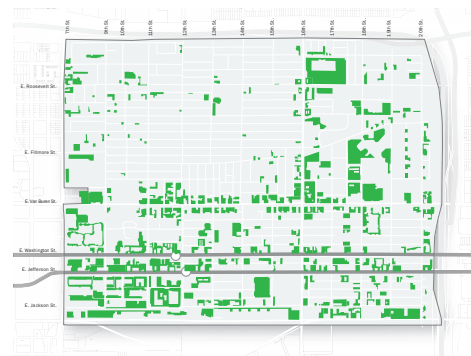 7th St.
9th St.
10th St.
11th St.
12th St.
13th St.
14th St.
15th St.
16th St.
17th St.
18th St.
19th St.
20th St.
E. Roosevelt St.
E. Fillmore St.
E. Van Buren St.
E. Washington St.
E. Jefferson St.
E. Jackson St.